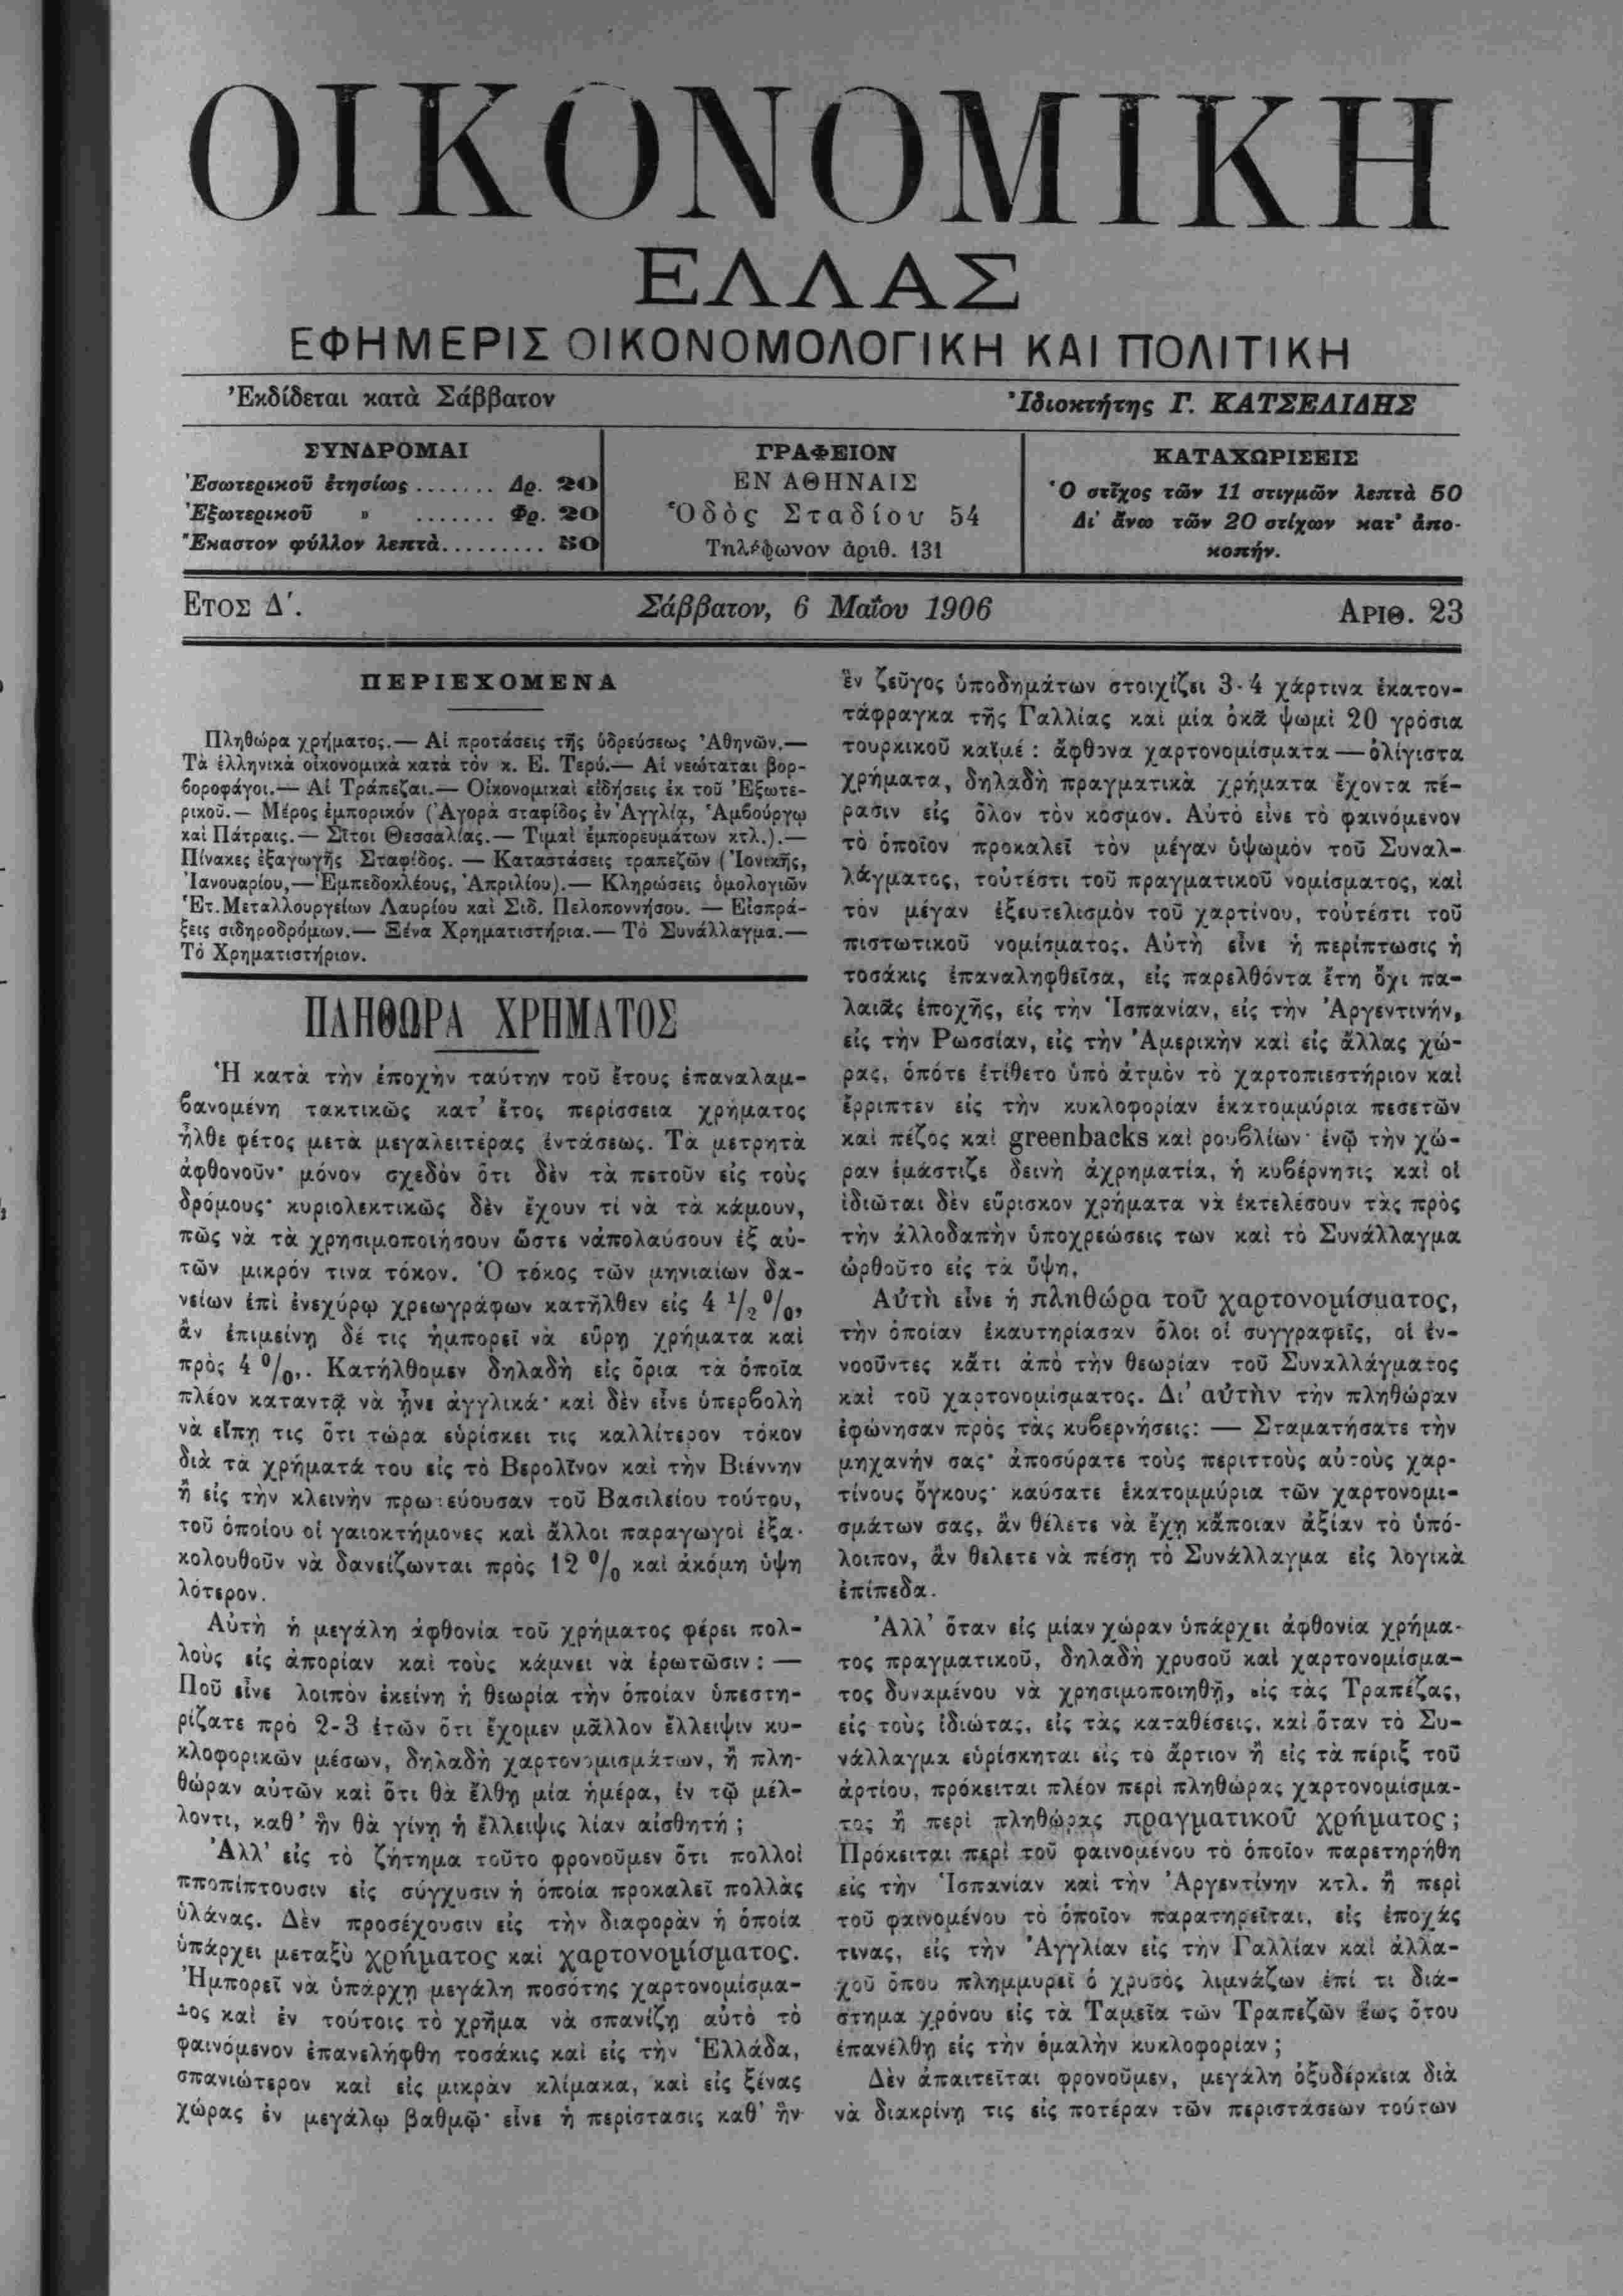 ΟΙΚΟΝΟΜΙΚΗ
ΕΛΛΑΣ
ΕΦΗΜΕΡΙΣ ΟΙΚΟΝΟΜΟΛΟΓΙΚΗ ΚΑΙ ΠΟΛΙΤΙΚΗ
Ἐκδίδεται κατὰ Σάββατον
Ἰδιοκτήτης Γ. ΚΑΤΣΕΛΙΔΗΣ
ΣΥΝΔΡΟΜΑΙ
Ἐσωτερικοῦ ἐτησίως ....... Δρ. 20
Ἐξωτερικοῦ » ....... Φρ. 20
Ἕκαστον φύλλον λεπτὰ......... 50
ΓΡΑΦΕΙΟΝ
ΕΝ ΑΘΗΝΑΙΣ
Ὁδὸς Σταδίου 54
Τηλέφωνον ἀριθ. 131
ΚΑΤΑΧΩΡΙΣΕΙΣ
Ὁ στῖχος τῶν 11 στιγμῶν λεπτὰ 50
Δι' ἄνω τῶν 20 στίχων κατ' ἀπο-
κοπήν.
ΕΤΟΣ Δ'.
Σάββατον, 6 Μαΐου 1906
ΑΡΙΘ. 23
ΠΕΡΙΕΧΟΜΕΝΑ
Πληθώρα χρήματος.— Αἱ προτάσεις τῆς ὑδρεύσεως Ἀθηνῶν.—
Τὰ ἑλληνικὰ οἰκονομικὰ κατὰ τὸν κ. Ε. Τερύ.— Αἱ νεώταται βορ-
βοροφάγοι.— Αἱ Τράπεζαι.— Οἰκονομικαὶ εἰδήσεις ἐκ τοῦ Ἐξωτε-
ρικοῦ.— Μέρος ἐμπορικόν (Ἀγορὰ σταφίδος ἐν Ἀγγλίᾳ, Ἁμβούργῳ
καὶ Πάτραις.— Σῖτοι Θεσσαλίας.— Τιμαὶ ἐμπορευμάτων κτλ.).—
Πίνακες ἐξαγωγῆς Σταφίδος. — Καταστάσεις τραπεζῶν (Ἰονικῆς,
Ἰανουαρίου,— Ἐμπεδοκλέους, Ἀπριλίου).— Κληρώσεις ὁμολογιῶν
Ἑτ. Μεταλλουργείων Λαυρίου καὶ Σιδ. Πελοποννήσου. — Εἰσπρά-
ξεις σιδηροδρόμων.— Ξένα Χρηματιστήρια.— Τὸ Συνάλλαγμα.—
Τὸ Χρηματιστήριον.
ΠΛΗΘΩΡΑ ΧΡΗΜΑΤΟΣ
Ἡ κατὰ τὴν ἐποχὴν ταύτην τοῦ ἔτους ἐπαναλαμ-
βανομένη τακτικῶς κατ' ἔτος περίσσεια χρήματος
ἦλθε φέτος μετὰ μεγαλειτέρας ἐντάσεως. Τὰ μετρητὰ
ἀφθονοῦν· μόνον σχεδὸν ὅτι δὲν τὰ πετοῦν εἰς τοὺς
δρόμους· κυριολεκτικῶς δὲν ἔχουν τί νὰ τὰ κάμουν,
πῶς νὰ τὰ χρησιμοποιήσουν ὥστε νἀπολαύσουν ἐξ αὐ-
τῶν μικρόν τινα τόκον. Ὁ τόκος τῶν μηνιαίων δα-
νείων ἐπὶ ἐνεχύρῳ χρεωγράφων κατῆλθεν εἰς 4 1/2 0/0,
ἂν ἐπιμείνῃ δέ τις ἠμπορεῖ νὰ εὕρῃ χρήματα καὶ
πρὸς 4 0/0,. Κατήλθομεν δηλαδὴ εἰς ὅρια τὰ ὁποῖα
πλέον καταντᾷ νὰ ἦνε ἀγγλικά· καὶ δὲν εἶνε ὑπερβολὴ
νὰ εἴπῃ τις ὅτι τώρα εὑρίσκει τις καλλίτερον τόκον
διὰ τὰ χρήματά του εἰς τὸ Βερολῖνον καὶ τὴν Βιέννην
ἢ εἰς τὴν κλεινὴν πρωτεύουσαν τοῦ Βασιλείου τούτου,
τοῦ ὁποίου οἱ γαιοκτήμονες καὶ ἄλλοι παραγωγοὶ ἐξα-
κολουθοῦν νὰ δανείζωνται πρὸς 12 0/0 καὶ ἀκόμη ὑψη
λότερον.
Αὐτὴ ἡ μεγάλη ἀφθονία τοῦ χρήματος φέρει πολ-
λοὺς εἰς ἀπορίαν καὶ τοὺς κάμνει νὰ ἐρωτῶσιν : —
Ποῦ εἶνε λοιπὸν ἐκείνη ἡ θεωρία τὴν ὁποίαν ὑπεστη-
ρίζατε πρὸ 2-3 ἐτῶν ὅτι ἔχομεν μᾶλλον ἔλλειψιν κυ-
κλοφορικῶν μέσων, δηλαδὴ χαρτονομισμάτων, ἢ πλη-
θώραν αὐτῶν καὶ ὅτι θὰ ἔλθῃ μία ἡμέρα, ἐν τῷ μέλ-
λοντι, καθ' ἣν θὰ γίνῃ ἡ ἔλλειψις λίαν αἰσθητή ;
Ἀλλ' εἰς τὸ ζήτημα τοῦτο φρονοῦμεν ὅτι πολλοὶ
πποπίπτουσιν εἰς σύγχυσιν ἡ ὁποία προκαλεῖ πολλὰς
ὑλάνας. Δὲν προσέχουσιν εἰς τὴν διαφορὰν ἡ ὁποία
ὑπάρχει μεταξὺ χρήματος καὶ χαρτονομίσματος.
Ἠμπορεῖ νὰ ὑπάρχῃ μεγάλη ποσότης χαρτονομίσμα-
τος καὶ ἐν τούτοις τὸ χρῆμα νὰ σπανίζῃ αὐτὸ τὸ
φαινόμενον ἐπανελήφθη τοσάκις καὶ εἰς τὴν Ἑλλάδα,
σπανιώτερον καὶ εἰς μικρὰν κλίμακα, καὶ εἰς ξένας
χώρας ἐν μεγάλῳ βαθμῷ· εἶνε ἡ περίστασις καθ' ἣν
ἓν ζεῦγος ὑποδημάτων στοιχίζει 3-4 χάρτινα ἑκατον-
τάφραγκα τῆς Γαλλίας καὶ μία ὀκᾶ ψωμὶ 20 γρόσια
τουρκικοῦ καϊμέ : ἄφθονα χαρτονομίσματα — ὀλίγιστα
χρήματα, δηλαδὴ πραγματικὰ χρήματα ἔχοντα πέ-
ρασιν εἰς ὅλον τὸν κόσμον. Αὐτὸ εἶνε τὸ φαινόμενον
τὸ ὁποῖον προκαλεῖ τὸν μέγαν ὑψωμὸν τοῦ Συναλ-
λάγματος, τοὐτέστι τοῦ πραγματικοῦ νομίσματος, καὶ
τὸν μέγαν ἐξευτελισμὸν τοῦ χαρτίνου, τοὐτέστι τοῦ
πιστωτικοῦ νομίσματος. Αὐτὴ εἶνε ἡ περίπτωσις ἡ
τοσάκις ἐπαναληφθεῖσα, εἰς παρελθόντα ἔτη ὄχι πα-
λαιᾶς ἐποχῆς, εἰς τὴν Ἱσπανίαν, εἰς τὴν Ἀργεντινήν,
εἰς τὴν Ρωσσίαν, εἰς τὴν Ἀμερικὴν καὶ εἰς ἄλλας χώ-
ρας, ὁπότε ἐτίθετο ὑπὸ ἀτμὸν τὸ χαρτοπιεστήριον καὶ
ἔρριπτεν εἰς τὴν κυκλοφορίαν ἑκατομμύρια πεσετῶν
καὶ πέζος καὶ greenbacks καὶ ρουβλίων· ἐνῷ τὴν χώ-
ραν ἐμάστιζε δεινὴ ἀχρηματία, ἡ κυβέρνησις καὶ οἱ
ἰδιῶται δὲν εὕρισκον χρήματα νὰ ἐκτελέσουν τὰς πρὸς
τὴν ἀλλοδαπὴν ὑποχρεώσεις των καὶ τὸ Συνάλλαγμα
ὠρθοῦτο εἰς τὰ ὕψη.
Αὐτὴ εἶνε ἡ πληθώρα τοῦ χαρτονομίσματος,
τὴν ὁποίαν ἐκαυτηρίασαν ὅλοι οἱ συγγραφεῖς, οἱ ἐν-
νοοῦντες κᾶτι ἀπὸ τὴν θεωρίαν τοῦ Συναλλάγματος
καὶ τοῦ χαρτονομίσματος. Δι' αὐτὴν τὴν πληθώραν
ἐφώνησαν πρὸς τὰς κυβερνήσεις: — Σταματήσατε τὴν
μηχανήν σας· ἀποσύρατε τοὺς περιττοὺς αὐτοὺς χαρ-
τίνους ὄγκους· καύσατε ἑκατομμύρια τῶν χαρτονομι-
σμάτων σας, ἂν θέλετε νὰ ἔχῃ κἄποιαν ἀξίαν τὸ ὑπό-
λοιπον, ἂν θέλετε νὰ πέσῃ τὸ Συνάλλαγμα εἰς λογικὰ
ἐπίπεδα.
Ἀλλ' ὅταν εἰς μίαν χώραν ὑπάρχει ἀφθονία χρήμα-
τος πραγματικοῦ, δηλαδὴ χρυσοῦ καὶ χαρτονομίσμα-
τος δυναμένου νὰ χρησιμοποιηθῇ, εἰς τὰς Τραπέζας,
εἰς τοὺς ἰδιώτας, εἰς τὰς καταθέσεις, καὶ ὅταν τὸ Συ-
νάλλαγμα εὑρίσκηται εἰς τὸ ἄρτιον ἢ εἰς τὰ πέριξ τοῦ
ἀρτίου, πρόκειται πλέον περὶ πληθώρας χαρτονομίσμα-
τος ἢ περὶ πληθώρας πραγματικοῦ χρήματος ;
Πρόκειται περὶ τοῦ φαινομένου τὸ ὁποῖον παρετηρήθη
εἰς τὴν Ἱσπανίαν καὶ τὴν Ἀργεντίνην κτλ. ἢ περὶ
τοῦ φαινομένου τὸ ὁποῖον παρατηρεῖται, εἰς ἐποχάς
τινας, εἰς τὴν Ἀγγλίαν εἰς τὴν Γαλλίαν καὶ ἀλλα-
χοῦ ὅπου πλημμυρεῖ ὁ χρυσὸς λιμνάζων ἐπί τι διά-
στημα χρόνου εἰς τὰ Ταμεῖα τῶν Τραπεζῶν ἕως ὅτου
ἐπανέλθῃ εἰς τὴν ὁμαλὴν κυκλοφορίαν ;
Δὲν ἀπαιτεῖται φρονοῦμεν, μεγάλη ὀξυδέρκεια διὰ
νὰ διακρίνῃ τις εἰς ποτέραν τῶν περιστάσεων τούτων